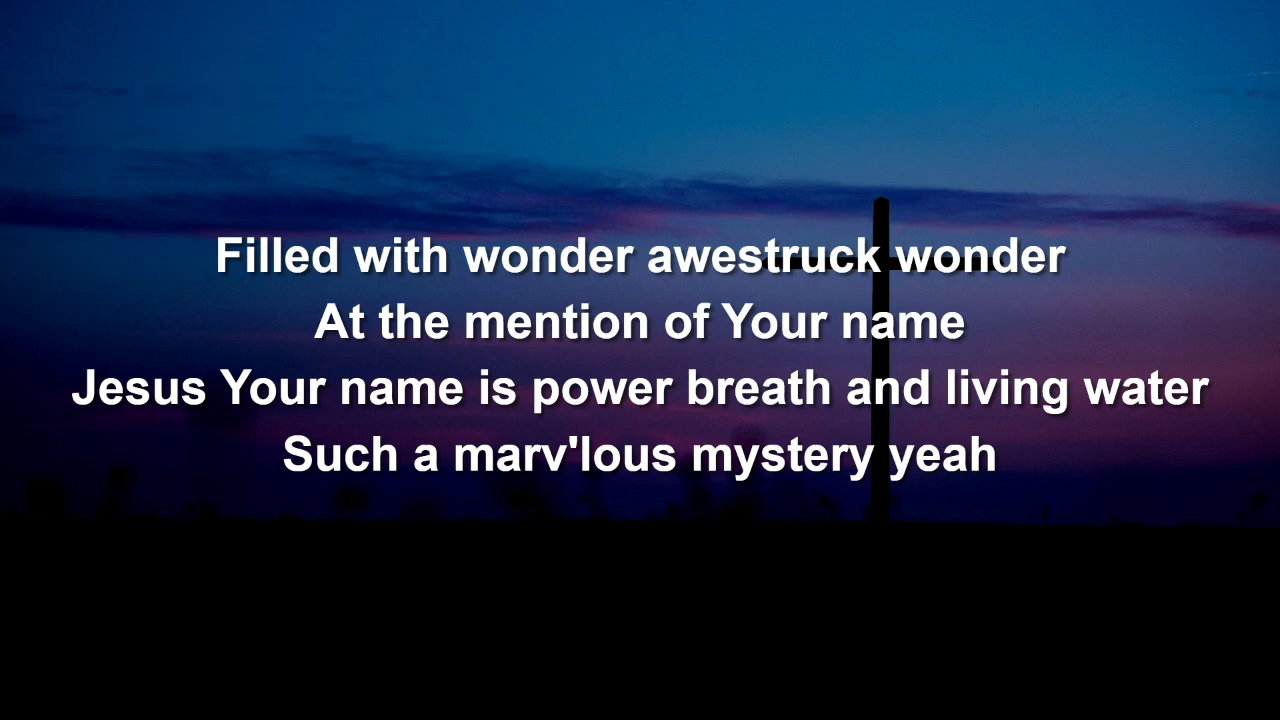 Filled with wonder awestruck wonder
At the mention of Your name
Jesus Your name is power breath and living water
Such a marv'lous mystery yeah